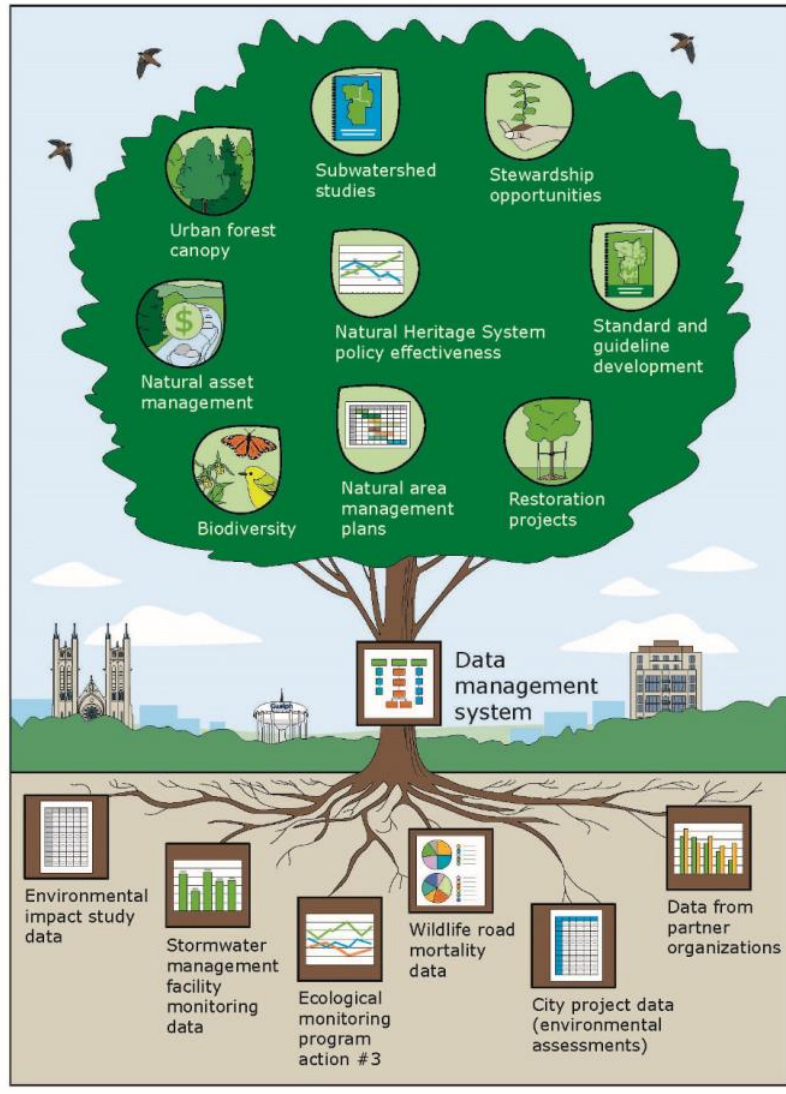 Subwatershed
studies
Stewardship
opportunities
Urban forest
canopy
Natural Heritage System
policy effectiveness
Standard and
guideline
development
Natural asset
management
$
Biodiversity
Natural area
management
plans
Restoration
projects
Data
management
system
Guelph
Environmental
impact study
data
Stormwater
management
facility
monitoring
data
Ecological
monitoring
program
action #3
Wildlife road
mortality
data
City project data
(environmental
assessments)
Data from
partner
organizations